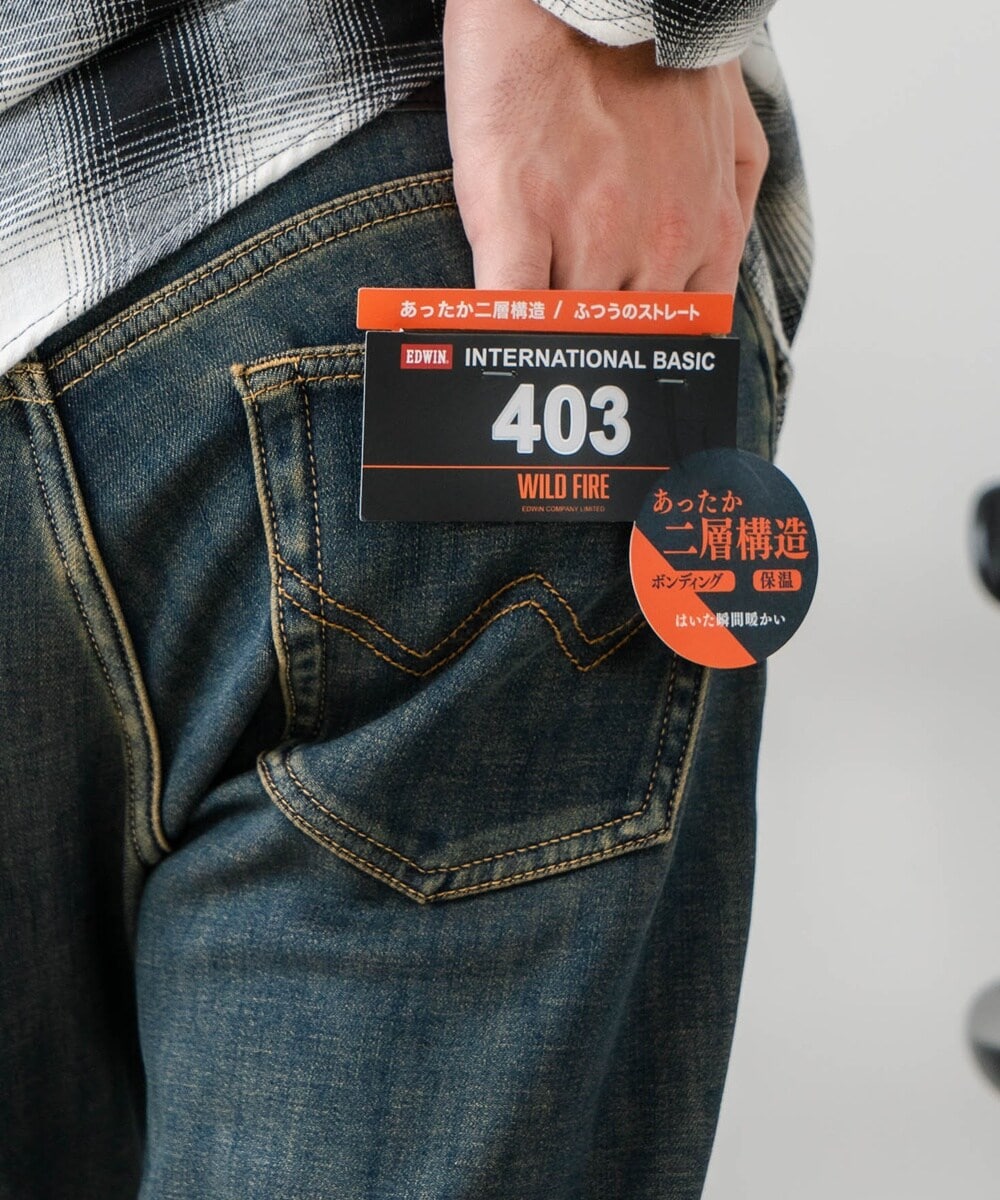 あったか二層構造 / ふつうのストレート
EDWIN. INTERNATIONAL BASIC
403
WILD FIRE
EDWIN COMPANY LIMITED
あったか
二層構造
ボンディング 保温
はいた瞬間暖かい